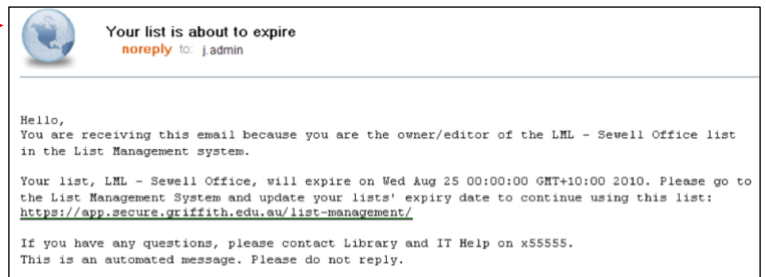 Your list is about to expire
noreply to: j.admin
Hello,
You are receiving this email because you are the owner/editor of the LML - Sewell Office list
in the List Management system.
Your list, LML - Sewell Office, will expire on Wed Aug 25 00:00:00 GMT+10:00 2010. Please go to
the List Management System and update your lists' expiry date to continue using this list:
https://app.secure.griffith.edu.au/list-management/
If you have any questions, please contact Library and IT Help on x55555.
This is an automated message. Please do not reply.